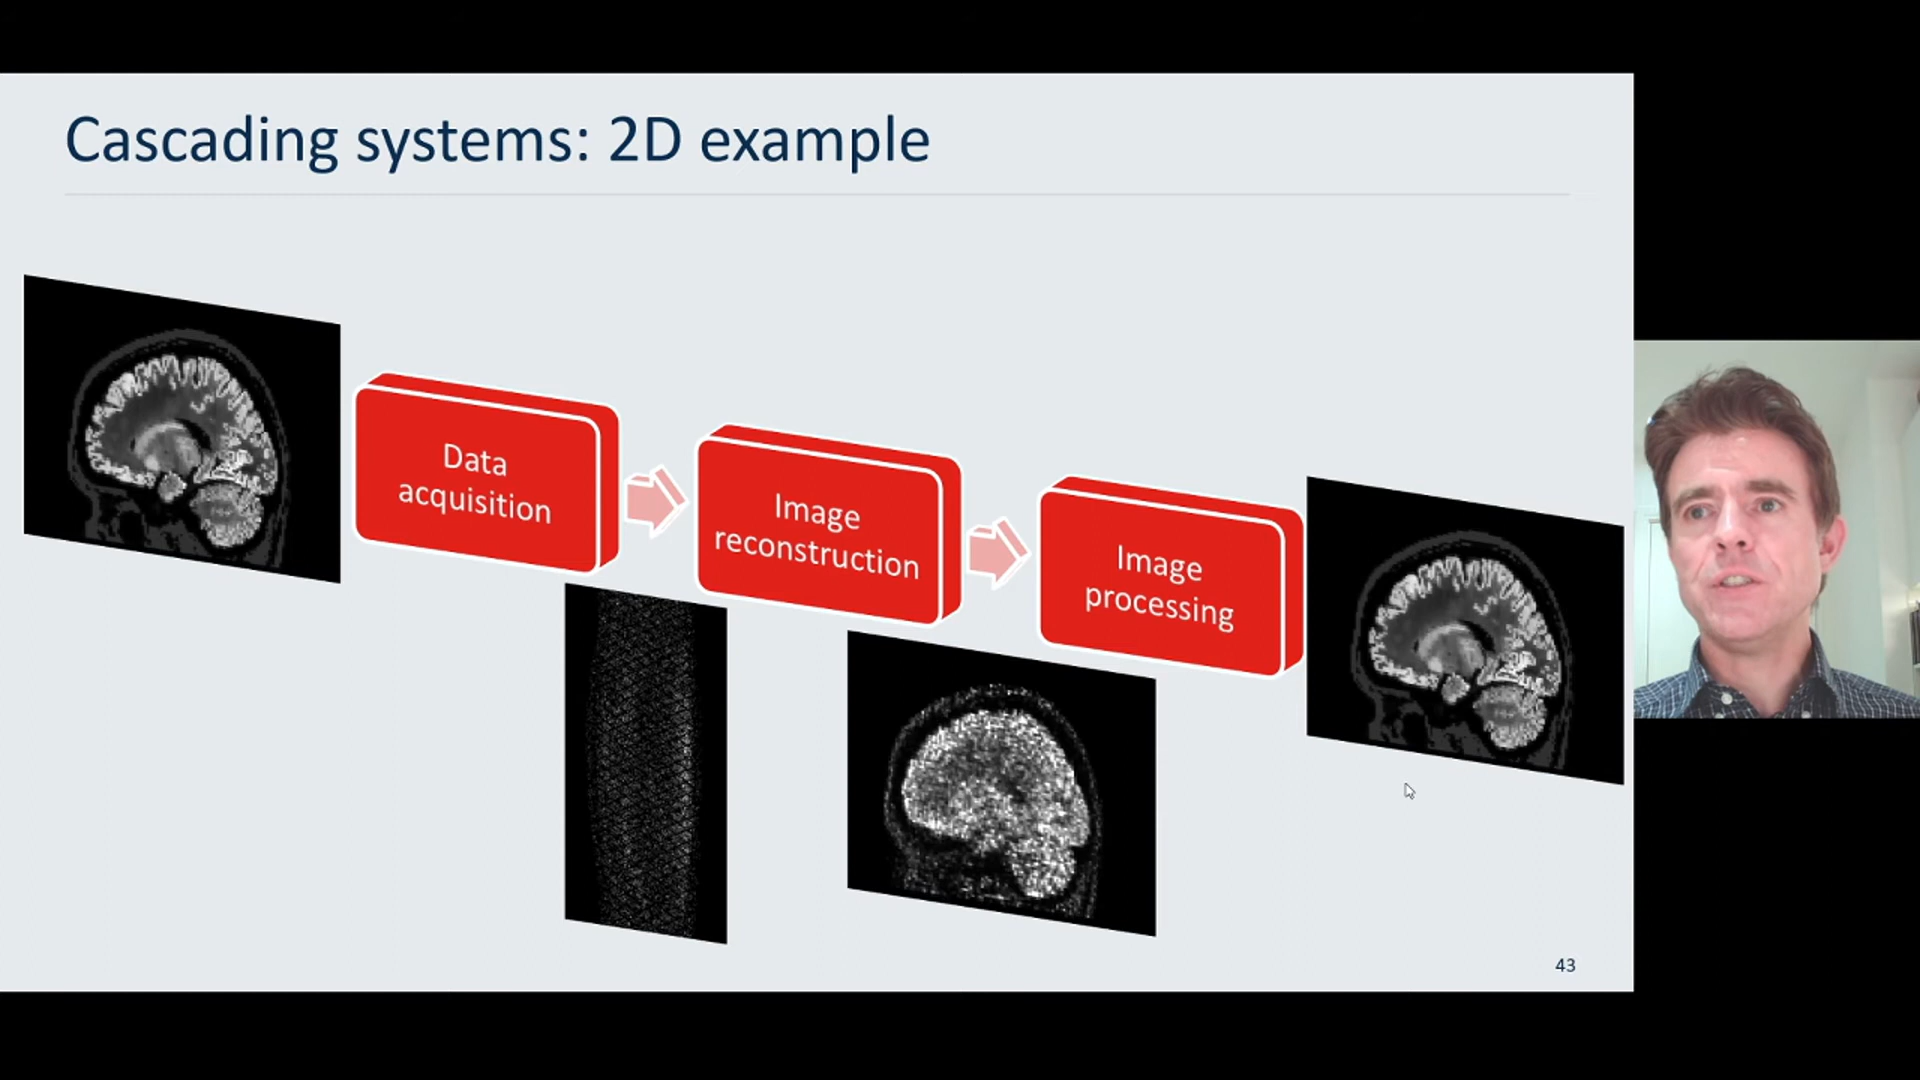 Cascading systems: 2D example
Data
acquisition
Image
reconstruction
Image
processing
43